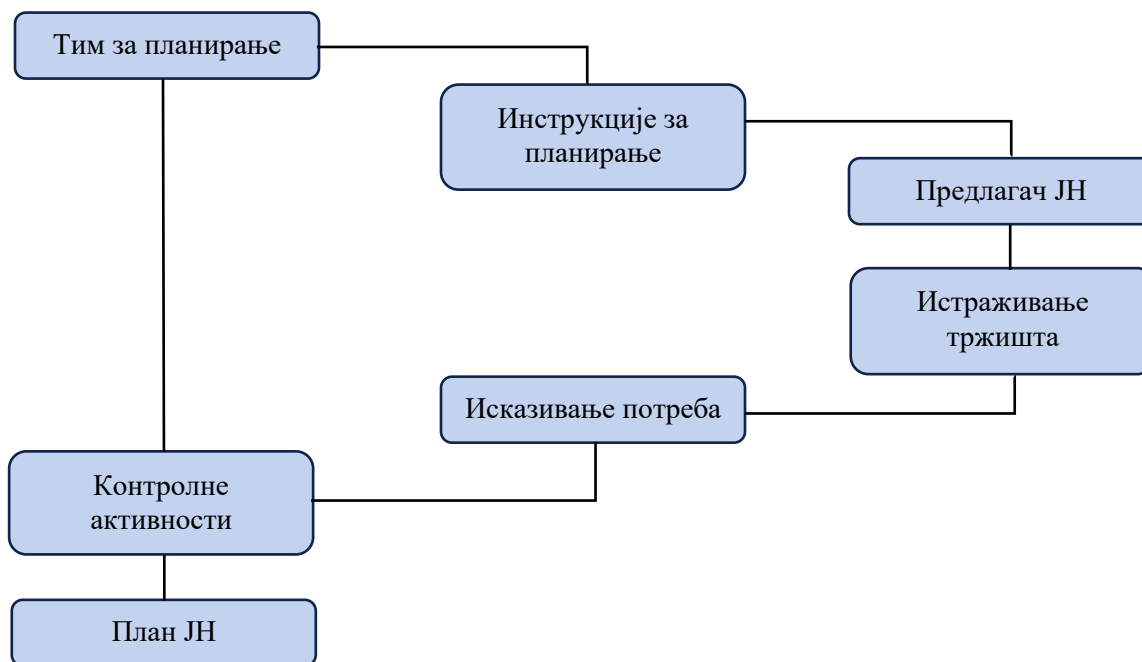 Тим за планирање
Инструкције за
планирање
Предлагач ЈН
Истраживање
тржишта
Исказивање потреба
Контролне
активности
План ЈН